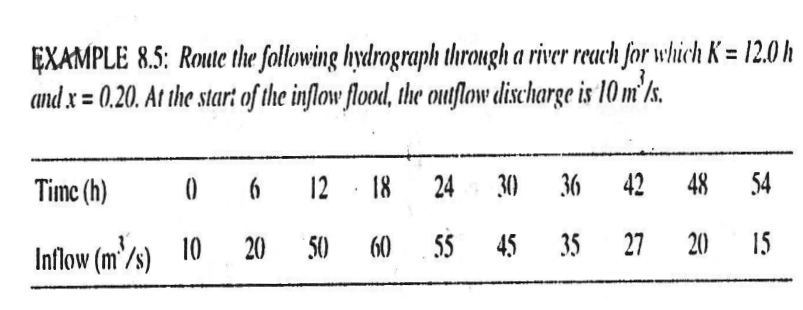 EXAMPLE 8.5: Route the following hydrograph through a river reach for which K = 12.0 h
and x = 0.20. At the start of the inflow flood, the outflow discharge is 10 m³/s.
Time (h) 0 6 12 18 24 30 36 42 48 54
Inflow (m³/s) 10 20 50 60 55 45 35 27 20 15